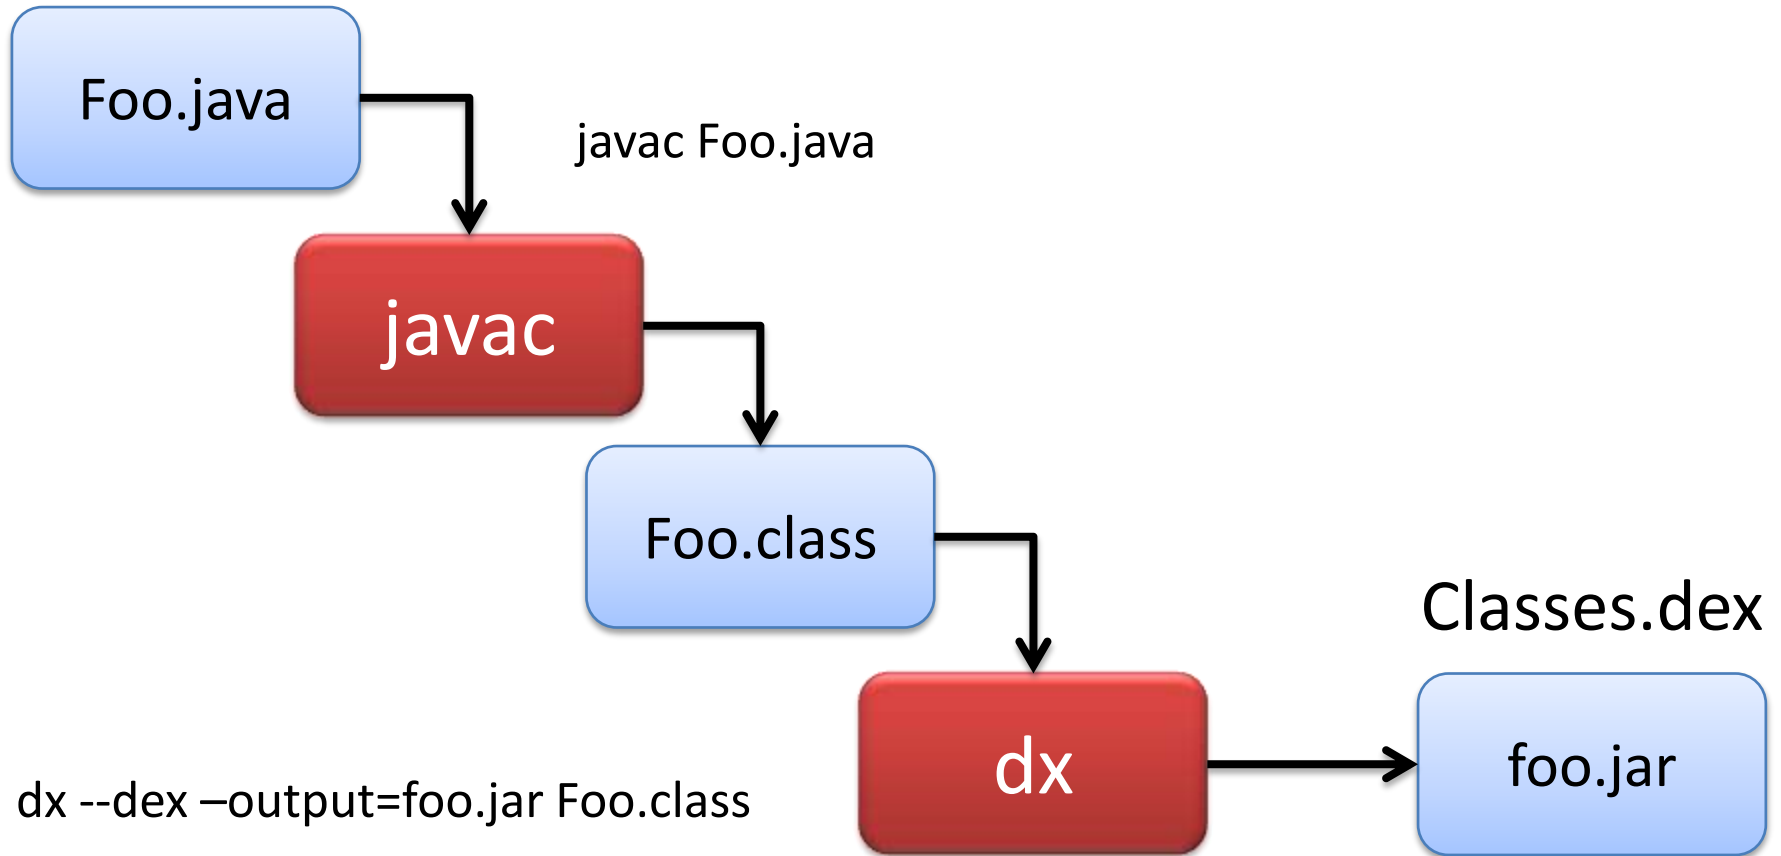 Foo.java
javac Foo.java
javac
Foo.class
Classes.dex
dx
foo.jar
dx --dex –output=foo.jar Foo.class